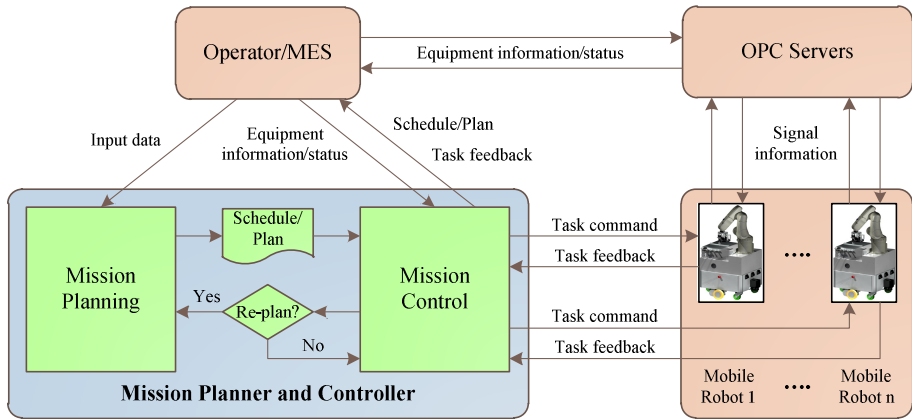 Operator/MES
Equipment information/status
OPC Servers
Input data
Equipment
information/status
Schedule/Plan
Task feedback
Signal
information
Mission
Planning
Schedule/
Plan
Mission
Control
Yes
Re-plan?
No
Task command
Task feedback
Task command
Task feedback
....
Mission Planner and Controller
Mobile
Robot 1
....
Mobile
Robot n